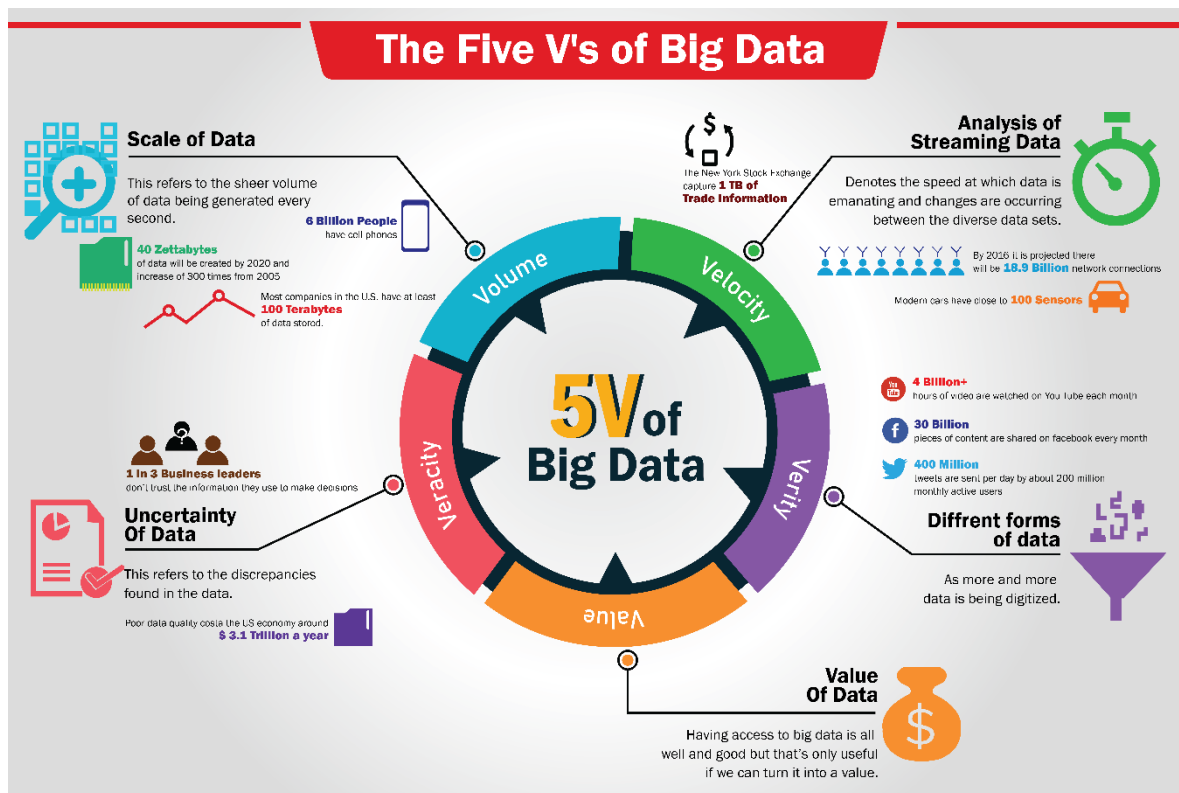 The Five V's of Big Data
Scale of Data
This refers to the sheer volume
of data being generated every
second.
6 Billion People
have cell phones
40 Zettabytes
of data will be created by 2020 and
increase of 300 times from 2005
Most companies in the U.S. have at least
100 Terabytes
of data stored.
$
The New York Stock Exchange
capture 1 TB of
Trade Information
Analysis of
Streaming Data
Denotes the speed at which data is
emanating and changes are occurring
between the diverse data sets.
By 2016 it is projected there
will be 18.9 Billion network connections
Modern cars have close to 100 Sensors
Volume
Velocity
Verity
Value
Veracity
5V of
Big Data
You
Tube
4 Billion+
hours of video are watched on You Tube each month
f
30 Billion
pieces of content are shared on facebook every month
400 Million
tweets are sent per day by about 200 million
monthly active users
Diffrent forms
of data
As more and more
data is being digitized.
1 In 3 Business leaders
don't trust the information they use to make decisions
Uncertainty
Of Data
This refers to the discrepancies
found in the data.
Poor data quality costs the US economy around
$ 3.1 Trillion a year
Value
Of Data
Having access to big data is all
well and good but that's only useful
if we can turn it into a value.
$